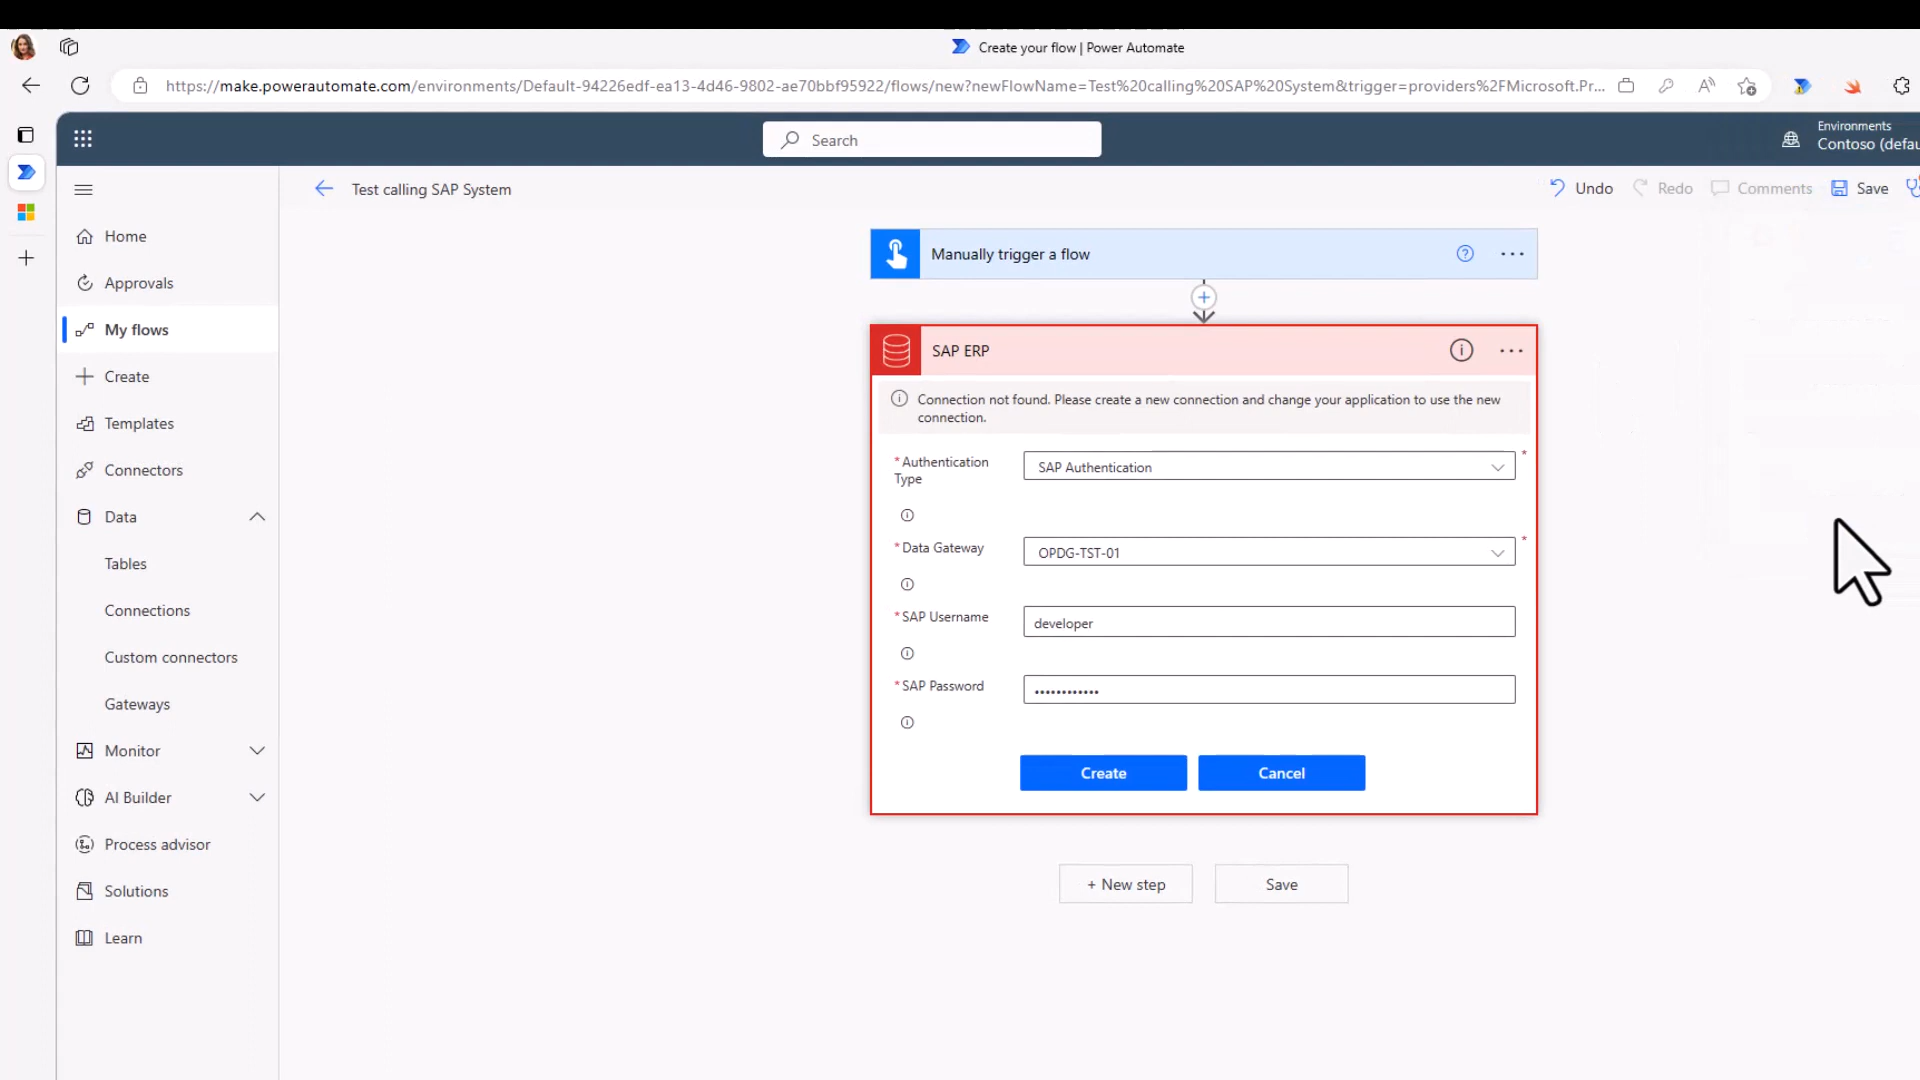 Create your flow | Power Automate
https://make.powerautomate.com/environments/Default-94226edf-ea13-4d46-9802-ae70bbf95922/flows/new?newFlowName=Test%20calling%20SAP%20System&trigger=providers%2FMicrosoft.Pr...
Search
Environments
Contoso (defau
Test calling SAP System
Undo
Redo
Comments
Save
Home
Approvals
My flows
Create
Templates
Connectors
Data
Tables
Connections
Custom connectors
Gateways
Monitor
AI Builder
Process advisor
Solutions
Learn
Manually trigger a flow
SAP ERP
Connection not found. Please create a new connection and change your application to use the new
connection.
*Authentication
Type
SAP Authentication
*
*Data Gateway
OPDG-TST-01
*
*SAP Username
developer
*SAP Password
••••••••••••
Create
Cancel
+ New step
Save